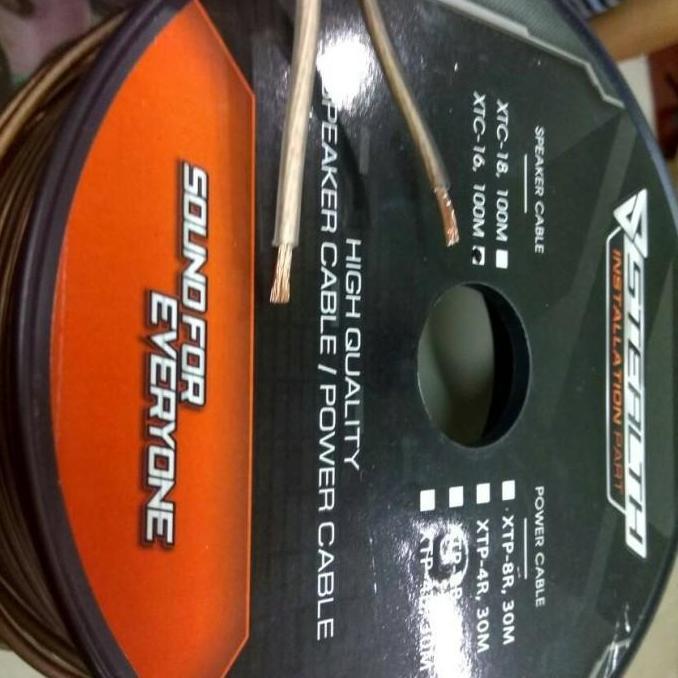 STEALTH
INSTALLATION PART
SPEAKER CABLE
XTC-18, 100M
XTC-16, 100M
POWER CABLE
XTP-8R, 30M
XTP-4R, 30M
HIGH QUALITY
SPEAKER CABLE / POWER CABLE
SOUND FOR
EVERYONE